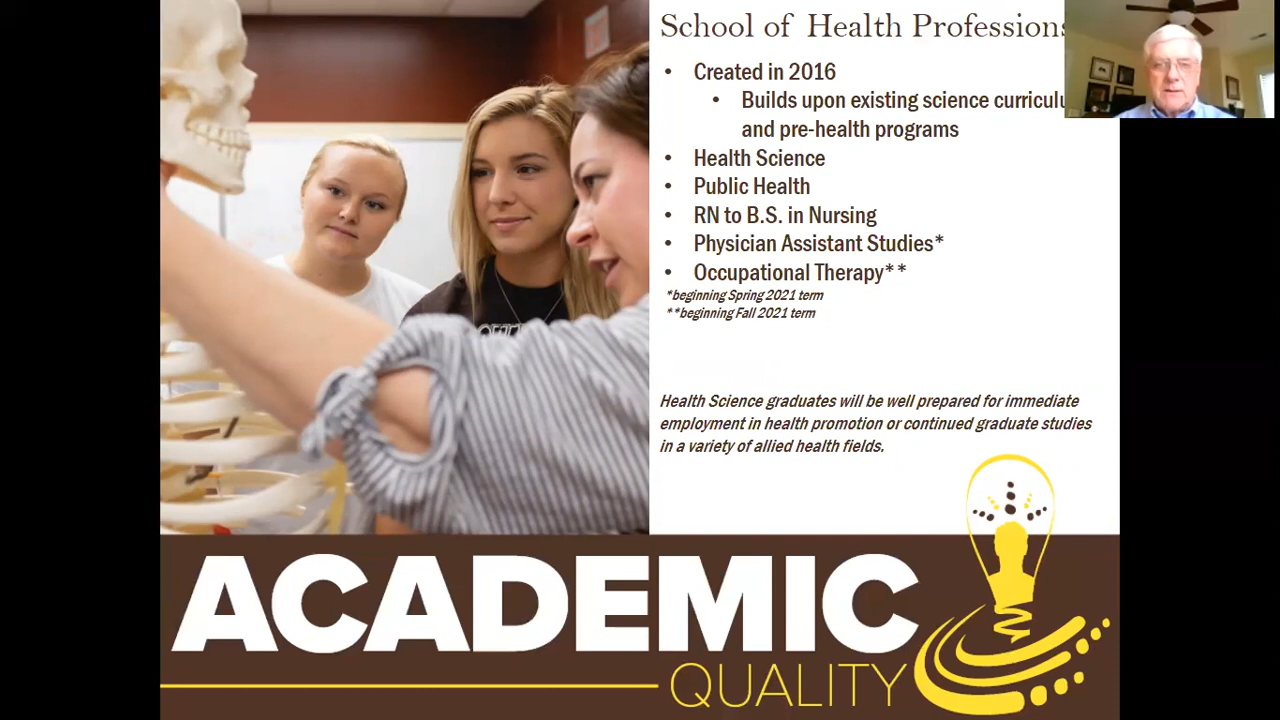 School of Health Professions
• Created in 2016
• Builds upon existing science
and pre-health programs
• Health Science
• Public Health
• RN to B.S. in Nursing
• Physician Assistant Studies*
• Occupational Therapy**
*beginning Spring 2021 term
**beginning Fall 2021 term
Health Science graduates will be well prepared for immediate
employment in health promotion or continued graduate studies
in a variety of allied health fields.
ACADEMIC
QUALITY